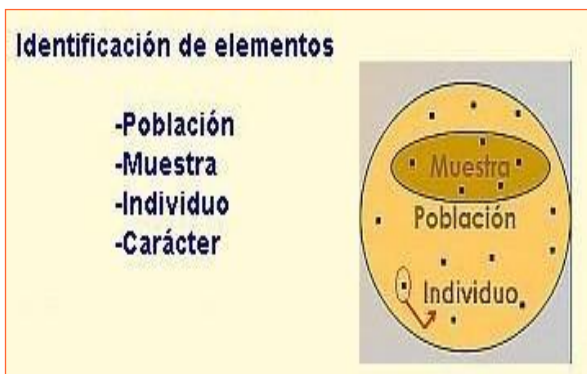 Identificación de elementos
-Población
-Muestra
-Individuo
-Carácter
Muestra
Población
Individuo